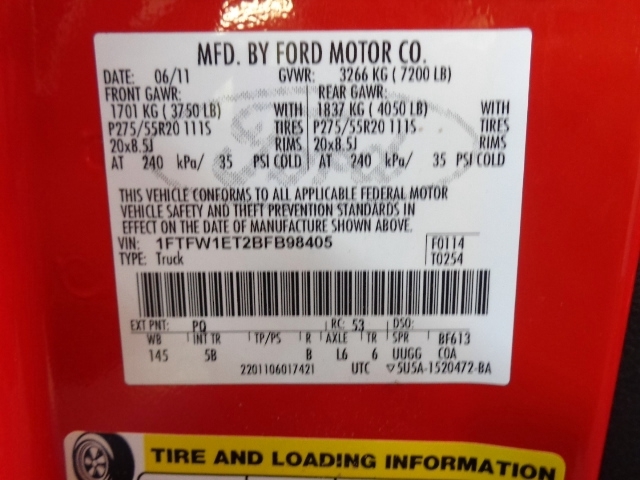 MFD. BY FORD MOTOR CO.
DATE: 06/11 GVWR: 3266 KG ( 7200 LB)
FRONT GAWR: REAR GAWR:
1701 KG ( 3750 LB) WITH 1837 KG ( 4050 LB) WITH
P275/55R20 111S TIRES P275/55R20 111S TIRES
20x8.5J RIMS 20x8.5J RIMS
AT 240 kPa/ 35 PSI COLD AT 240 kPa/ 35 PSI COLD
THIS VEHICLE CONFORMS TO ALL APPLICABLE FEDERAL MOTOR
VEHICLE SAFETY AND THEFT PREVENTION STANDARDS IN
EFFECT ON THE DATE OF MANUFACTURE SHOWN ABOVE.
VIN: 1FTFW1ET2BFB98405 F0114
TYPE: Truck T0254
EXT PNT: PQ RC: 53 DSO:
WB INT TR TP/PS R AXLE TR SPR BF613
145 5B B L6 6 UUGG COA
2201106017421 UTC ▽5U5A-1520472-BA
TIRE AND LOADING INFORMATION